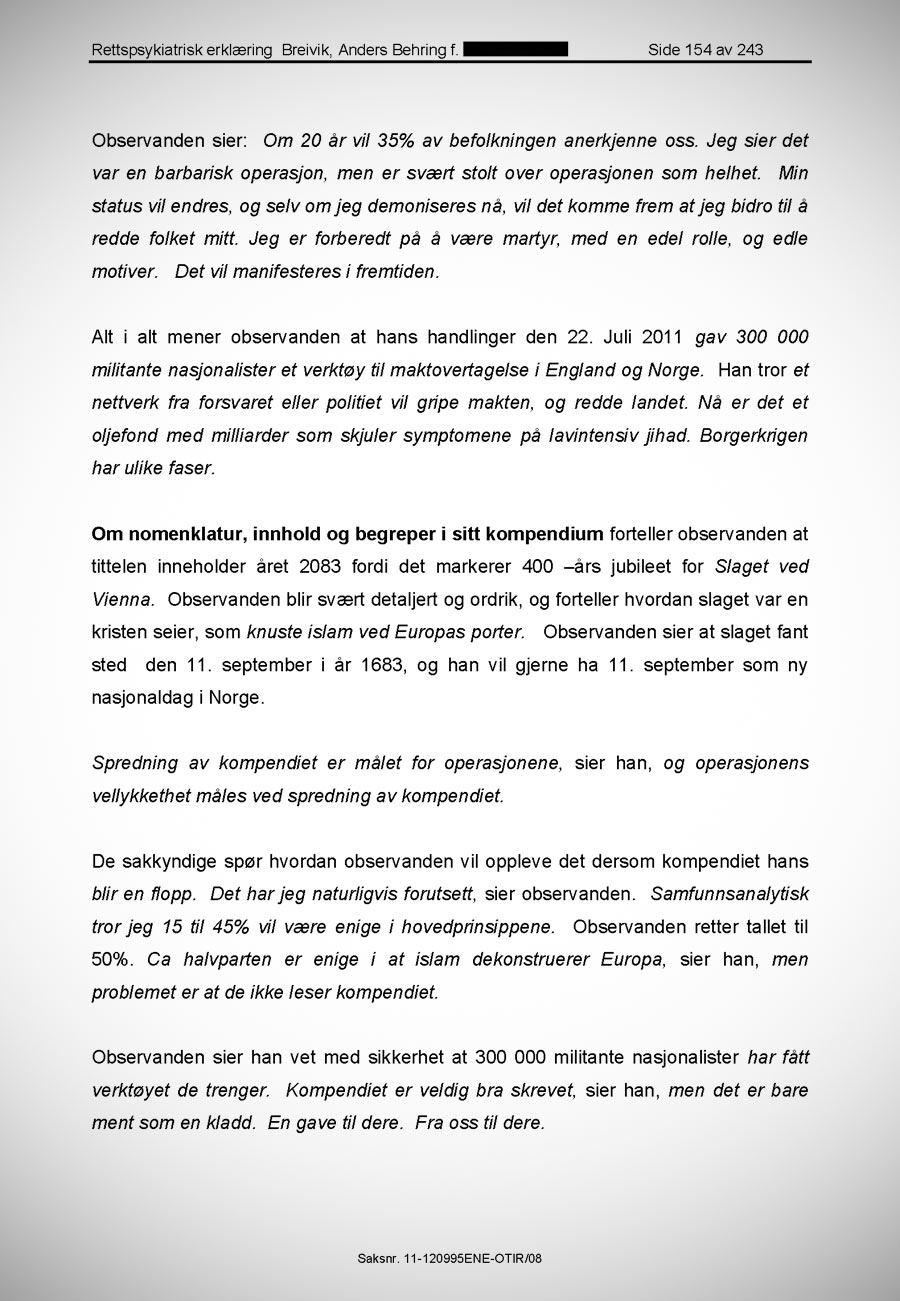 Rettspsykiatrisk erklæring Breivik, Anders Behring f. Side 154 av 243
Observanden sier: Om 20 år vil 35% av befolkningen anerkjenne oss. Jeg sier det
var en barbarisk operasjon, men er svært stolt over operasjonen som helhet. Min
status vil endres, og selv om jeg demoniseres nå, vil det komme frem at jeg bidro til å
redde folket mitt. Jeg er forberedt på å være martyr, med en edel rolle, og edle
motiver. Det vil manifesteres i fremtiden.
Alt i alt mener observanden at hans handlinger den 22. Juli 2011 gav 300 000
militante nasjonalister et verktøy til maktovertagelse i England og Norge. Han tror et
nettverk fra forsvaret eller politiet vil gripe makten, og redde landet. Nå er det et
oljefond med milliarder som skjuler symptomene på lavintensiv jihad. Borgerkrigen
har ulike faser.
Om nomenklatur, innhold og begreper i sitt kompendium forteller observanden at
tittelen inneholder året 2083 fordi det markerer 400 –års jubileet for Slaget ved
Vienna. Observanden blir svært detaljert og ordrik, og forteller hvordan slaget var en
kristen seier, som knuste islam ved Europas porter. Observanden sier at slaget fant
sted den 11. september i år 1683, og han vil gjerne ha 11. september som ny
nasjonaldag i Norge.
Spredning av kompendiet er målet for operasjonene, sier han, og operasjonens
vellykkethet måles ved spredning av kompendiet.
De sakkyndige spør hvordan observanden vil oppleve det dersom kompendiet hans
blir en flopp. Det har jeg naturligvis forutsett, sier observanden. Samfunnsanalytisk
tror jeg 15 til 45% vil være enige i hovedprinsippene. Observanden retter tallet til
50%. Ca halvparten er enige i at islam dekonstruerer Europa, sier han, men
problemet er at de ikke leser kompendiet.
Observanden sier han vet med sikkerhet at 300 000 militante nasjonalister har fått
verktøyet de trenger. Kompendiet er veldig bra skrevet, sier han, men det er bare
ment som en kladd. En gave til dere. Fra oss til dere.
Saksnr. 11-120995ENE-OTIR/08